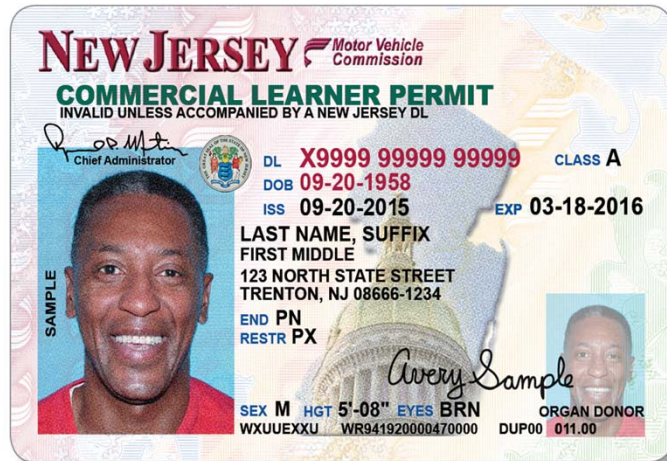 NEW JERSEY Motor Vehicle Commission
COMMERCIAL LEARNER PERMIT
INVALID UNLESS ACCOMPANIED BY A NEW JERSEY DL
Chief Administrator
DL X9999 99999 99999 CLASS A
DOB 09-20-1958
ISS 09-20-2015 EXP 03-18-2016
LAST NAME, SUFFIX
FIRST MIDDLE
123 NORTH STATE STREET
TRENTON, NJ 08666-1234
END PN
RESTR PX
SAMPLE
Avery Sample
SEX M HGT 5'-08" EYES BRN ORGAN DONOR
WXUUEXXU WR941920000470000 DUP00 011.00